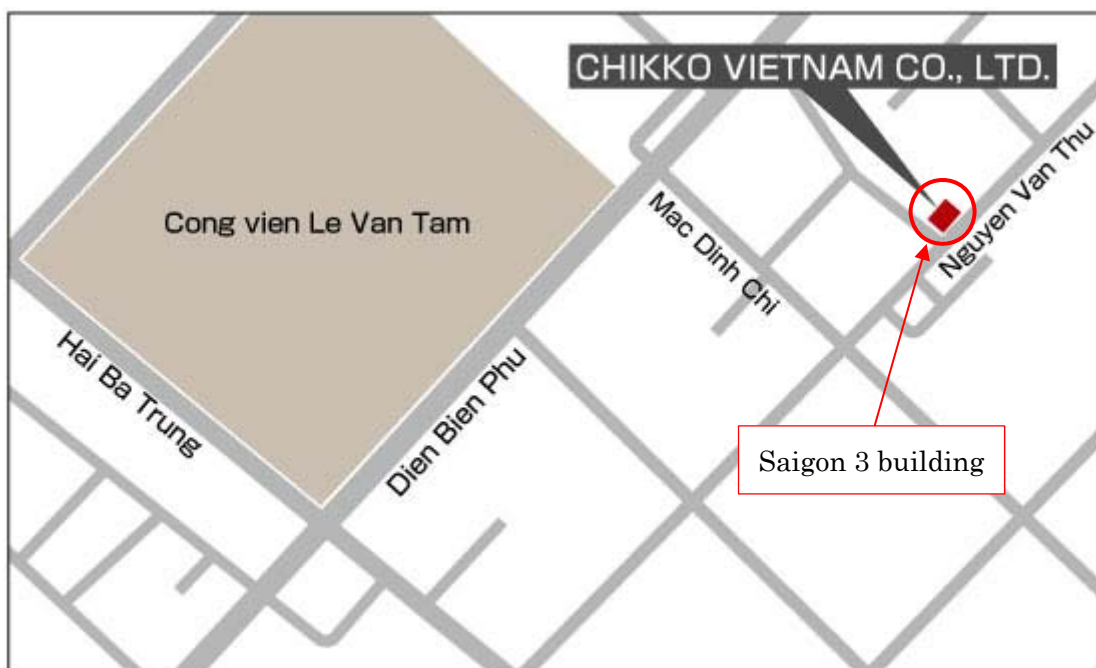 CHIKKO VIETNAM CO., LTD.
Cong vien Le Van Tam
Mac Dinh Chi
Nguyen Van Thu
Hai Ba Trung
Dien Bien Phu
Saigon 3 building